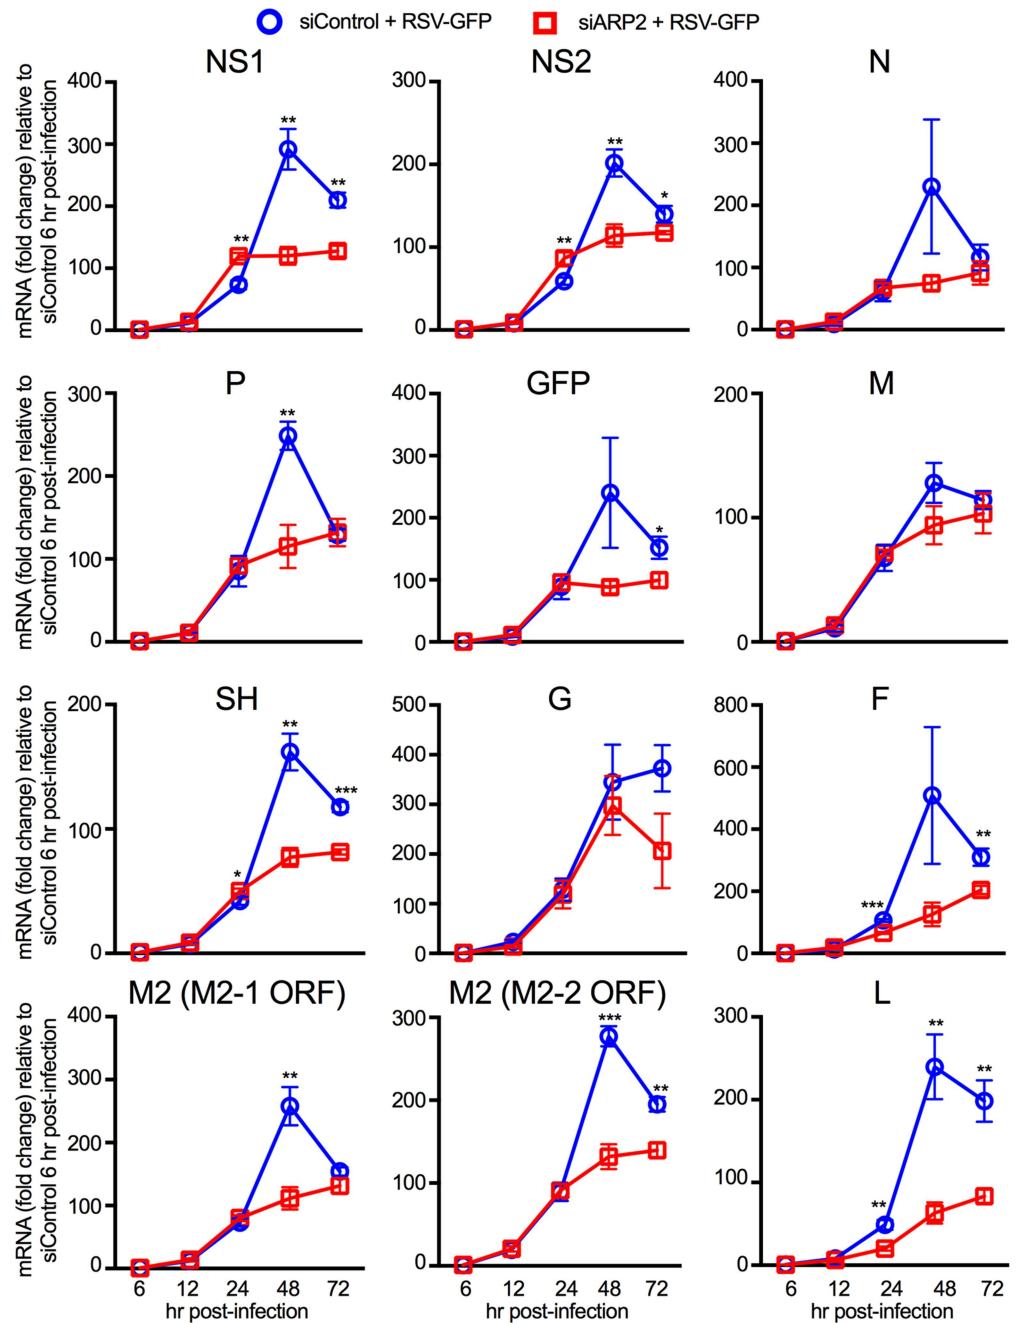 siControl + RSV-GFP siARP2 + RSV-GFP
NS1 NS2 N
mRNA (fold change) relative to
siControl 6 hr post-infection
400 300 400
300 200 300
200 100 200
100 0 100
0 0
** ** **
** ** *
P GFP M
mRNA (fold change) relative to
siControl 6 hr post-infection
300 400 200
200 300 100
100 200 0
0 100
0
** *
SH G F
mRNA (fold change) relative to
siControl 6 hr post-infection
200 500 800
100 400 600
0 300 400
200 200
100 0
0
* ** ***
*** **
M2 (M2-1 ORF) M2 (M2-2 ORF) L
mRNA (fold change) relative to
siControl 6 hr post-infection
400 300 300
300 200 200
200 100 100
100 0 0
0
** *** **
** ** **
6 12 24 48 72 6 12 24 48 72 6 12 24 48 72
hr post-infection hr post-infection hr post-infection